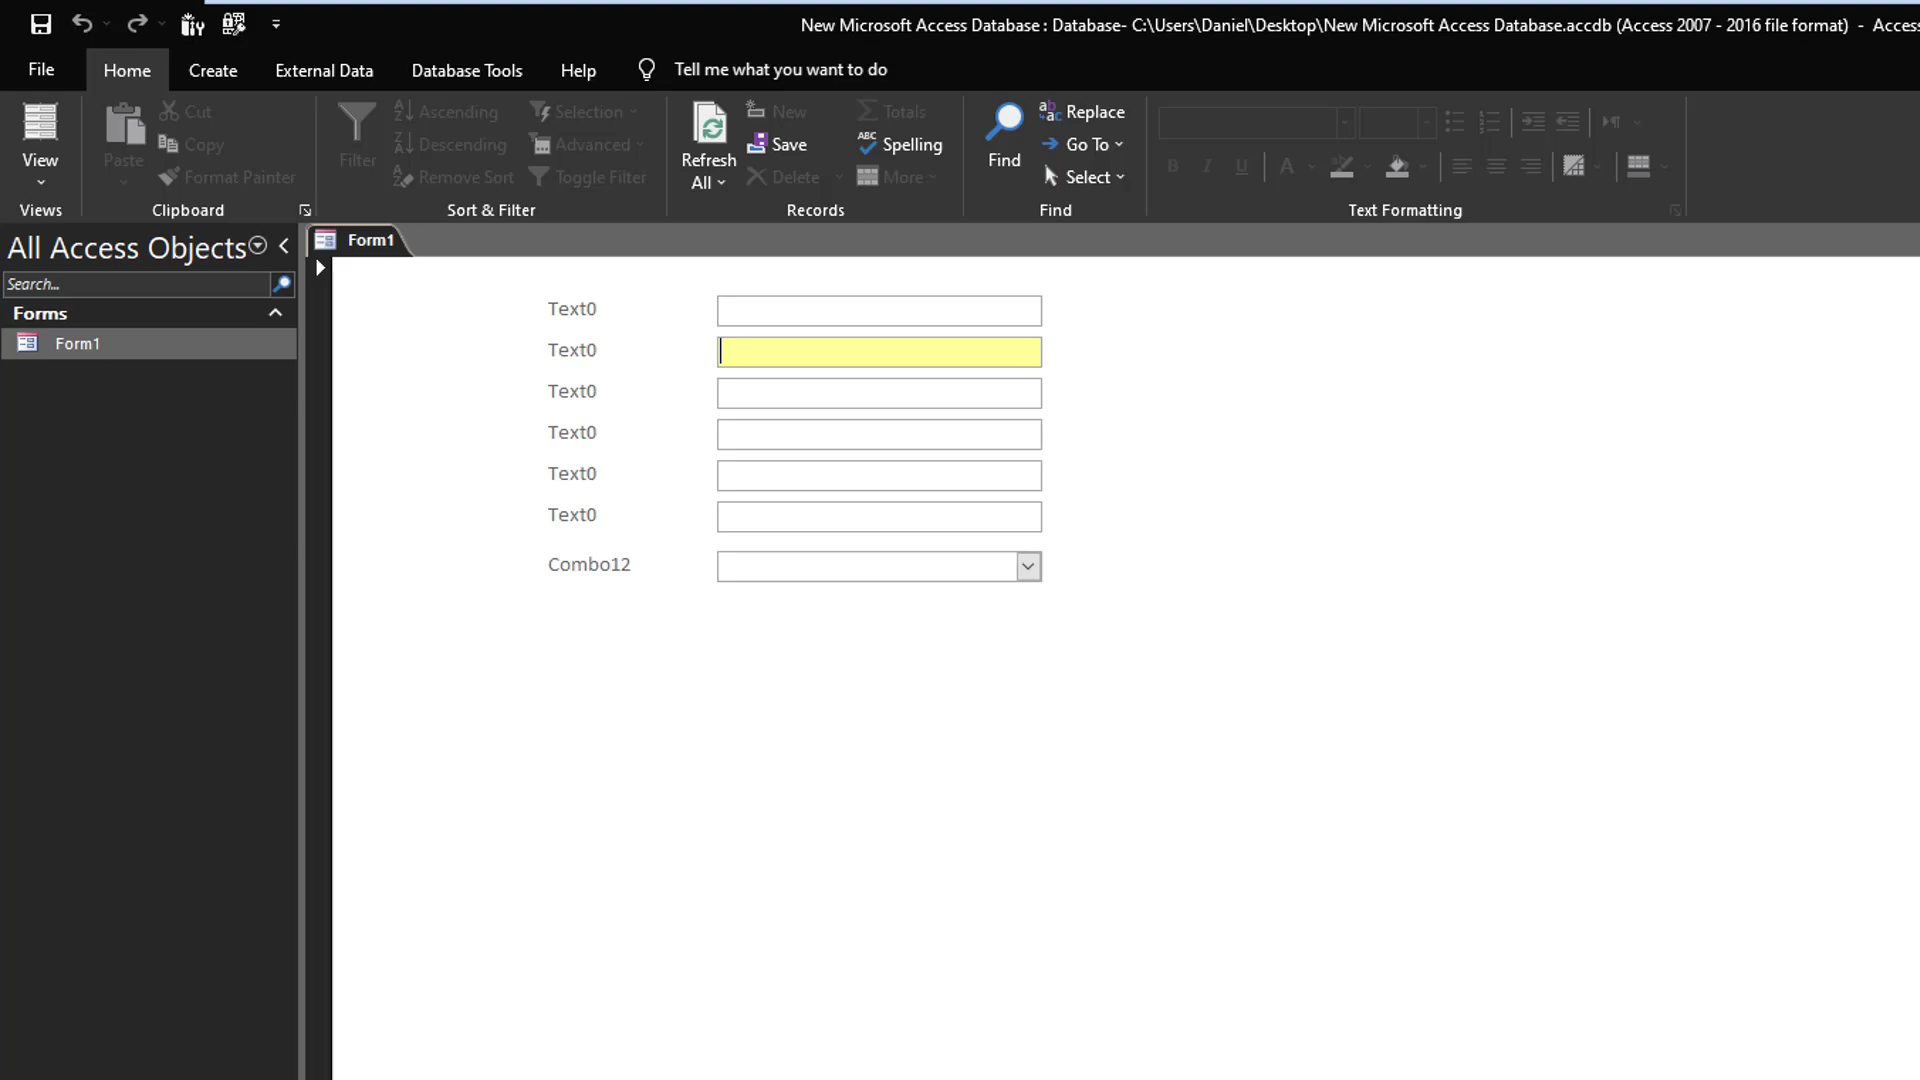 New Microsoft Access Database : Database- C:\Users\Daniel\Desktop\New Microsoft Access Database.accdb (Access 2007 - 2016 file format) - Access
File Home Create External Data Database Tools Help Tell me what you want to do
View
Views
Paste
Cut
Copy
Format Painter
Clipboard
Filter
Ascending
Descending
Remove Sort
Selection
Advanced
Toggle Filter
Sort & Filter
Refresh
All
New
Save
Delete
Totals
Spelling
More
Records
Find
Replace
Go To
Select
Find
Text Formatting
All Access Objects
Search...
Forms
Form1
Form1
Text0
Text0
Text0
Text0
Text0
Text0
Combo12